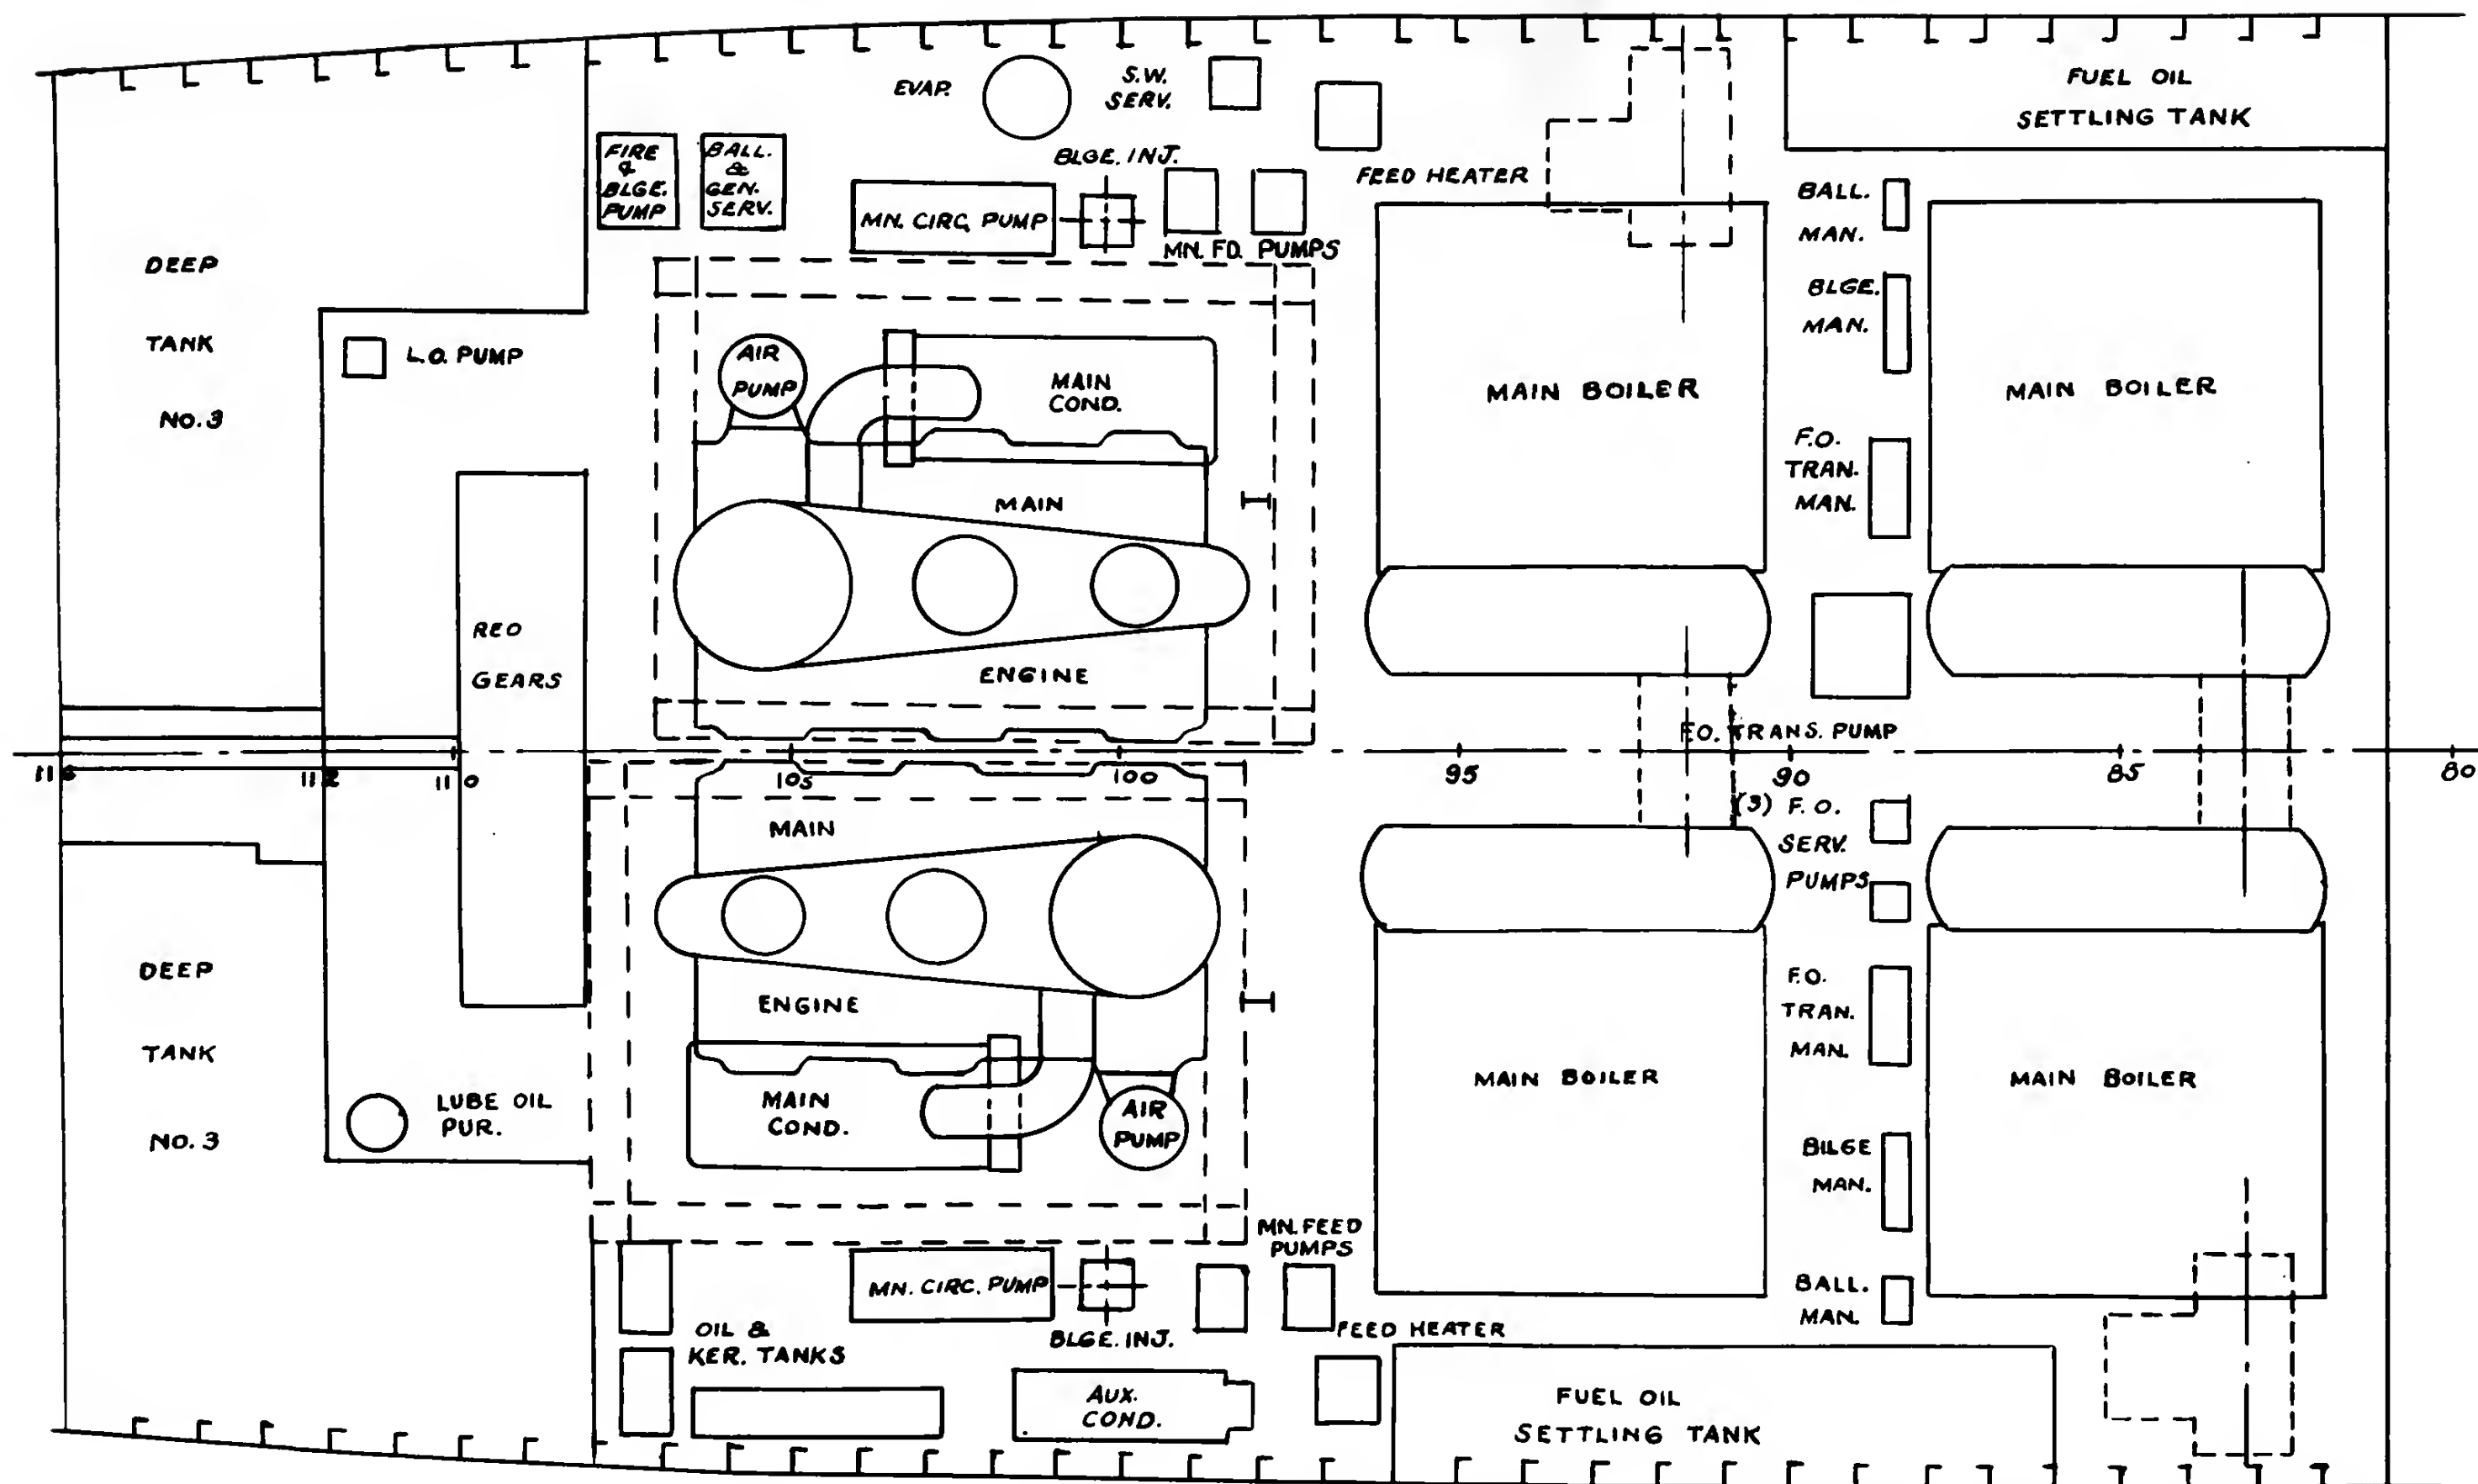 FUEL OIL
SETTLING TANK
EVAP.
S.W.
SERV.
FIRE
&
BLGE.
PUMP
BALL.
&
GEN.
SERV.
BLGE. INJ.
MN. CIRC. PUMP
MN. FD. PUMPS
FEED HEATER
BALL.
MAN.
BLGE.
MAN.
DEEP
TANK
NO. 3
L.O. PUMP
AIR
PUMP
MAIN
COND.
MAIN BOILER
MAIN BOILER
F.O.
TRAN.
MAN.
MAIN
ENGINE
RED
GEARS
F.O. TRANS. PUMP
116 112 110 105 100 95 90 85 80
(3) F.O.
SERV.
PUMPS
MAIN
ENGINE
DEEP
TANK
NO. 3
LUBE OIL
PUR.
MAIN
COND.
AIR
PUMP
MAIN BOILER
MAIN BOILER
F.O.
TRAN.
MAN.
BILGE
MAN.
BALL.
MAN.
MN. FEED
PUMPS
MN. CIRC. PUMP
BLGE. INJ.
FEED HEATER
OIL &
KER. TANKS
AUX.
COND.
FUEL OIL
SETTLING TANK